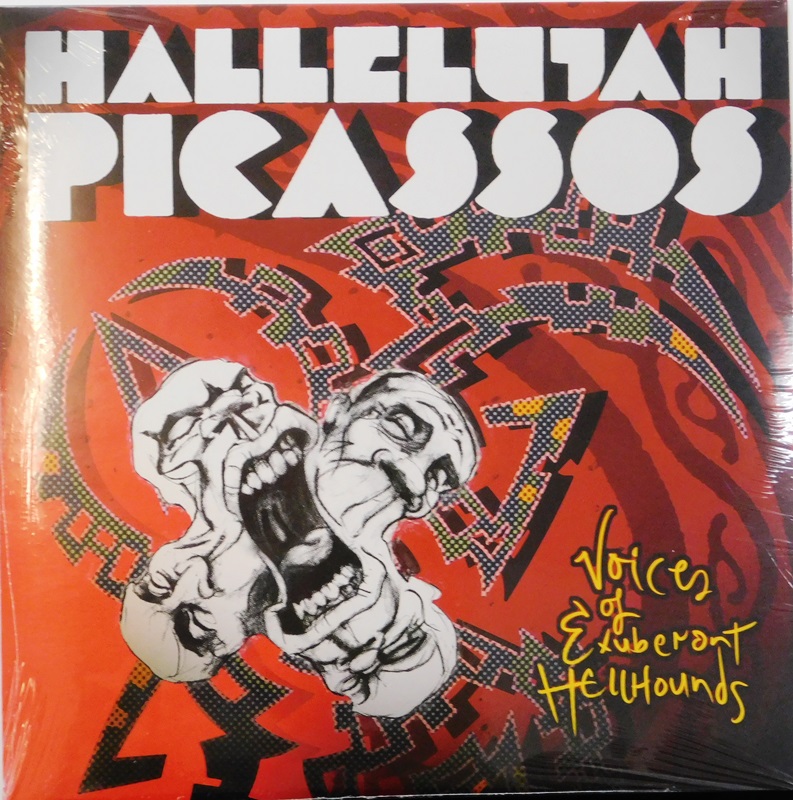 HALLELUJAH
PICASSOS
Voices
of
Exuberant
HellHounds